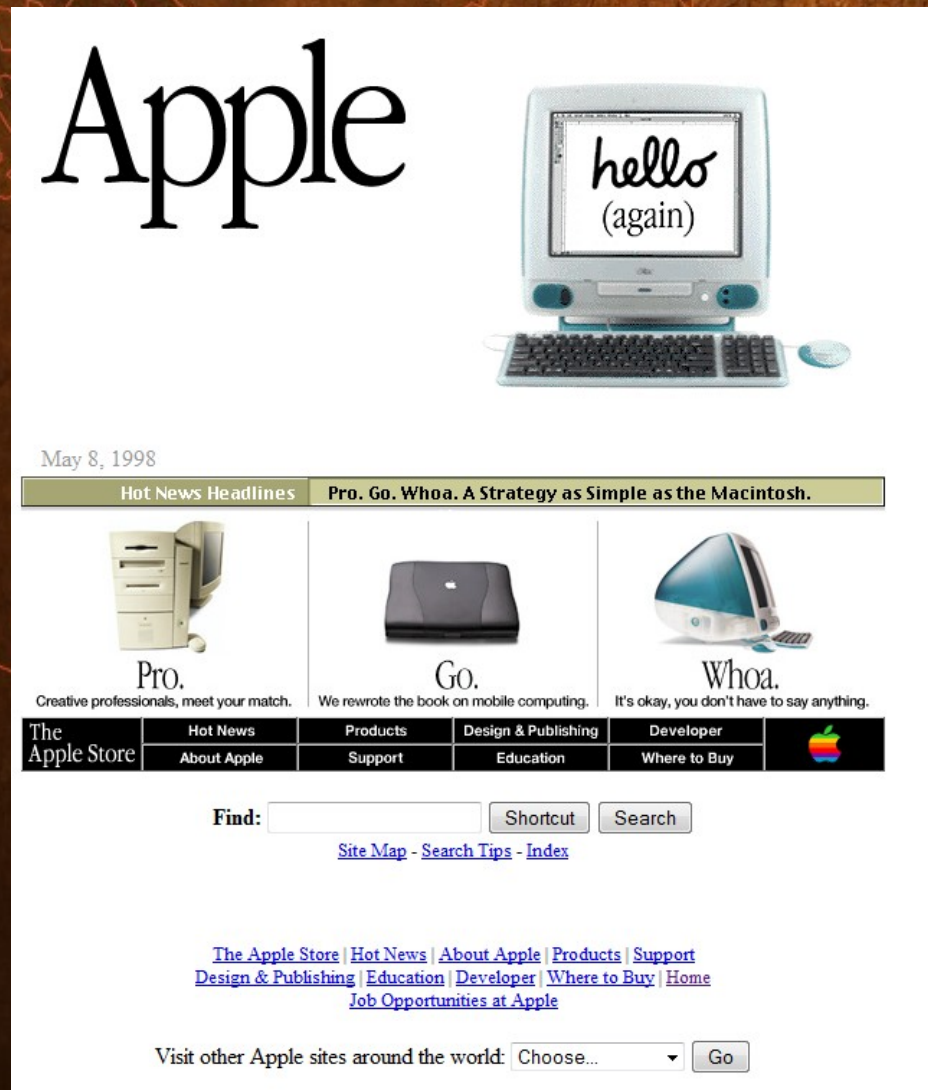 Apple
hello
(again)
May 8, 1998
Hot News Headlines Pro. Go. Whoa. A Strategy as Simple as the Macintosh.
Pro. Go. Whoa.
Creative professionals, meet your match. We rewrote the book on mobile computing. It's okay, you don't have to say anything.
The Hot News Products Design & Publishing Developer
Apple Store About Apple Support Education Where to Buy
Find: Shortcut Search
Site Map - Search Tips - Index
The Apple Store | Hot News | About Apple | Products | Support
Design & Publishing | Education | Developer | Where to Buy | Home
Job Opportunities at Apple
Visit other Apple sites around the world: Choose... Go